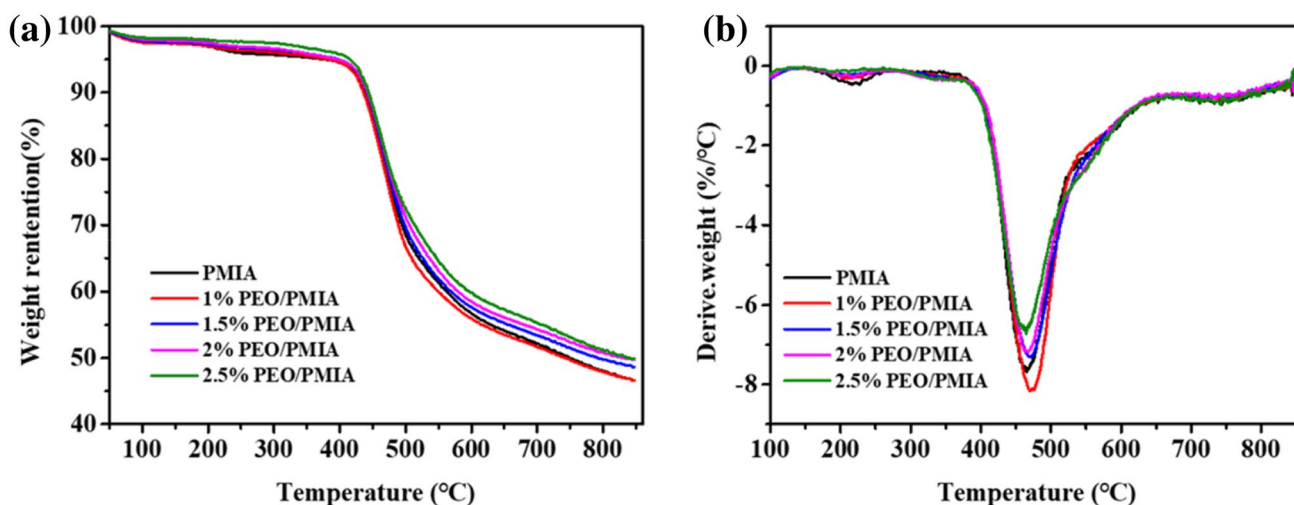 (a)
100
90
80
70
60
50
40
Weight rentention(%)
PMIA
1% PEO/PMIA
1.5% PEO/PMIA
2% PEO/PMIA
2.5% PEO/PMIA
100 200 300 400 500 600 700 800
Temperature (℃)
(b)
0
-2
-4
-6
-8
Derive.weight (%/℃)
PMIA
1% PEO/PMIA
1.5% PEO/PMIA
2% PEO/PMIA
2.5% PEO/PMIA
100 200 300 400 500 600 700 800
Temperature (℃)